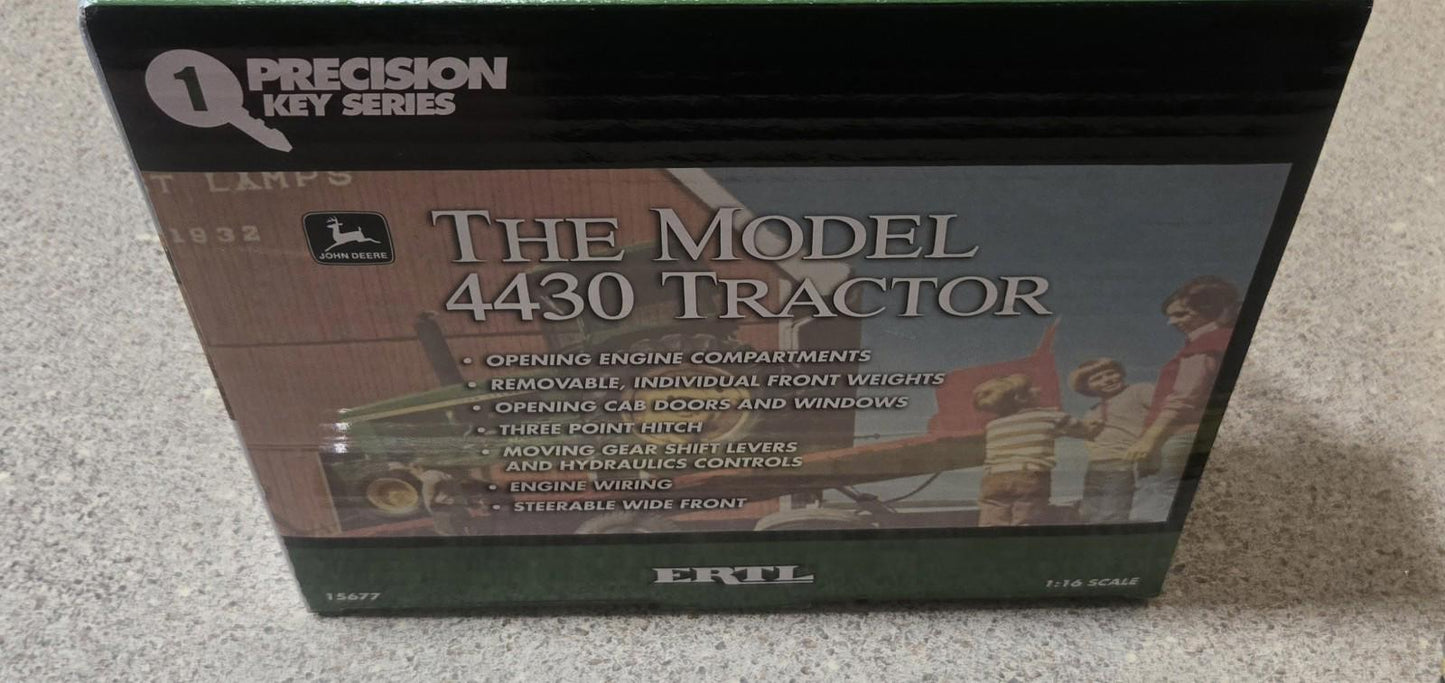 1 PRECISION
KEY SERIES
T LAMPS
1932
JOHN DEERE
THE MODEL
4430 TRACTOR
• OPENING ENGINE COMPARTMENTS
• REMOVABLE, INDIVIDUAL FRONT WEIGHTS
• OPENING CAB DOORS AND WINDOWS
• THREE POINT HITCH
• MOVING GEAR SHIFT LEVERS
AND HYDRAULICS CONTROLS
• ENGINE WIRING
• STEERABLE WIDE FRONT
ERTL
15677
1:16 SCALE